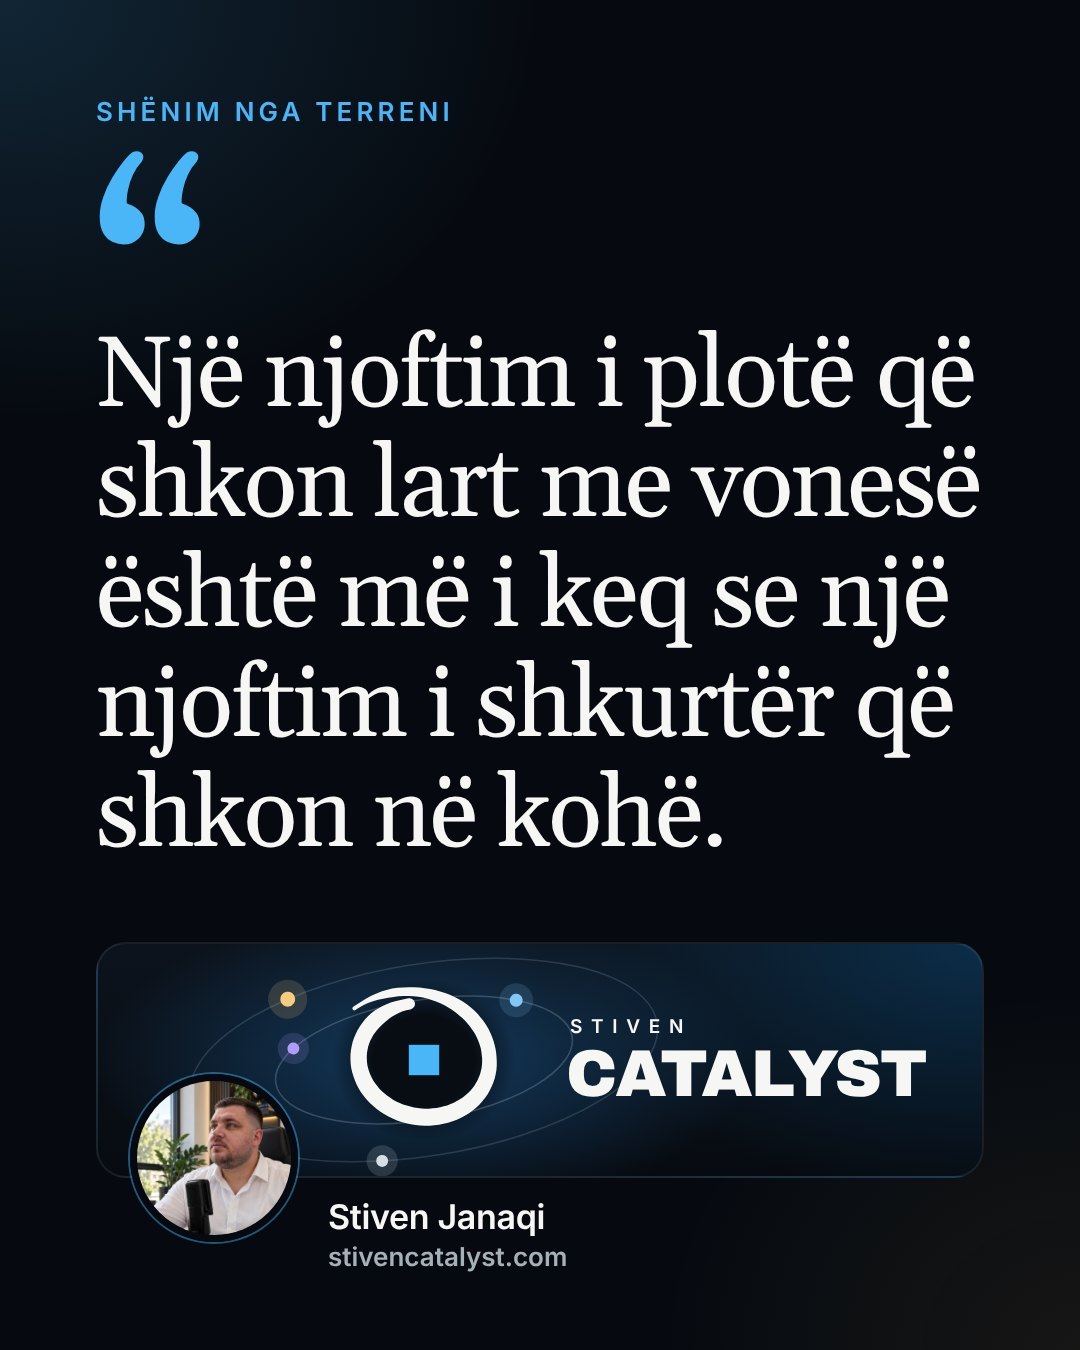 SHËNIM NGA TERRENI
“
Një njoftim i plotë që
shkon lart me vonesë
është më i keq se një
njoftim i shkurtër që
shkon në kohë.
STIVEN
CATALYST
Stiven Janaqi
stivencatalyst.com